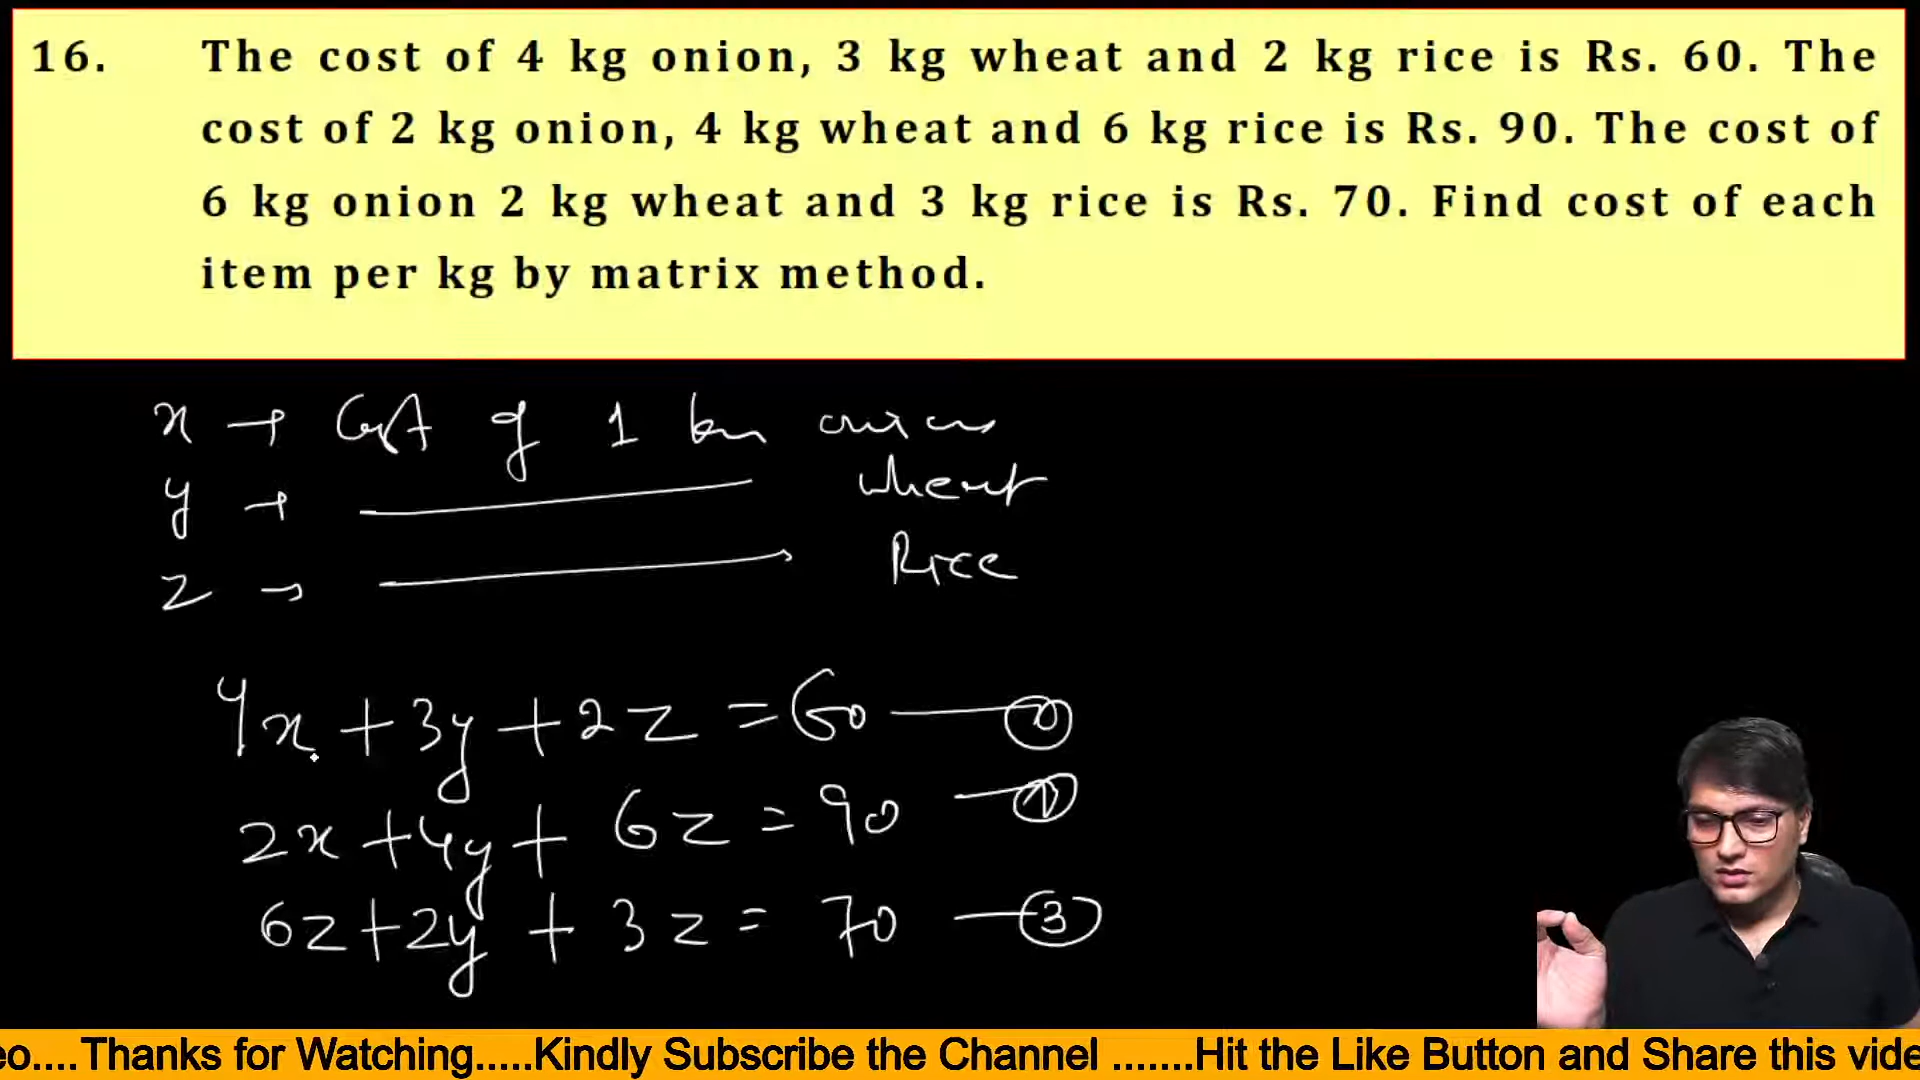 16. The cost of 4 kg onion, 3 kg wheat and 2 kg rice is Rs. 60. The
cost of 2 kg onion, 4 kg wheat and 6 kg rice is Rs. 90. The cost of
6 kg onion 2 kg wheat and 3 kg rice is Rs. 70. Find cost of each
item per kg by matrix method.
x → Cost of 1 kg onion
y → wheat
z → Rice
4x + 3y + 2z = 60 — 1
2x + 4y + 6z = 90
6z + 2y + 3z = 70 — 3
eo....Thanks for Watching.....Kindly Subscribe the Channel .......Hit the Like Button and Share this vide